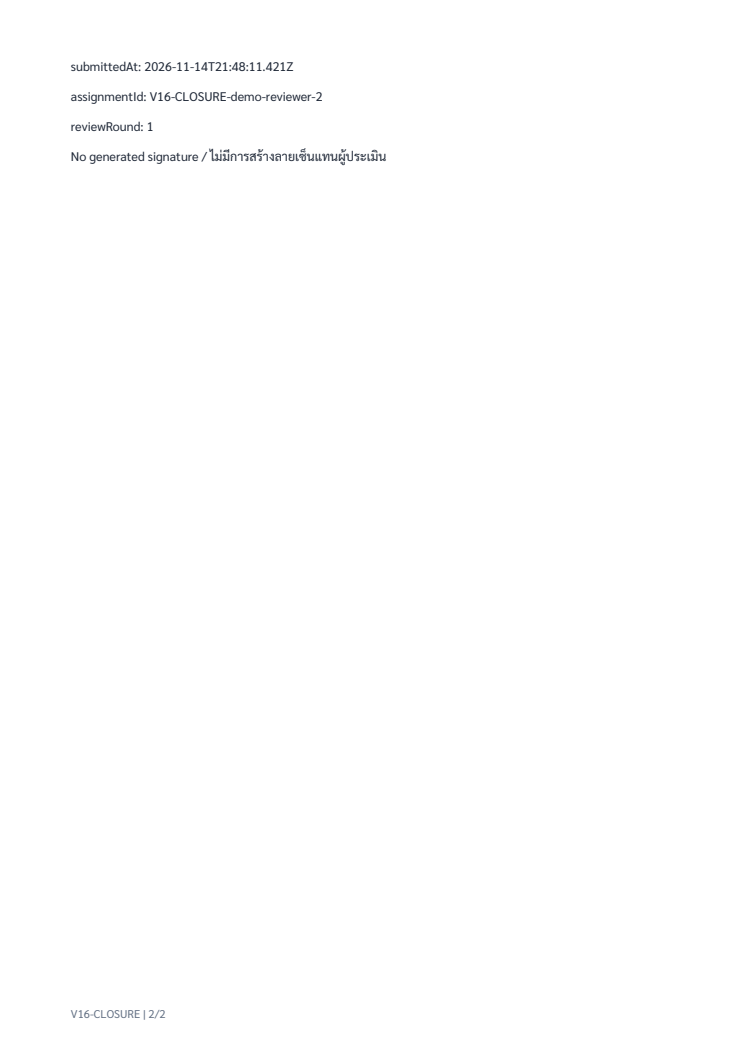 submittedAt: 2026-11-14T21:48:11.421Z
assignmentId: V16-CLOSURE-demo-reviewer-2
reviewRound: 1
No generated signature / ไม่มีการสร้างลายเซ็นแทนผู้ประเมิน
V16-CLOSURE | 2/2